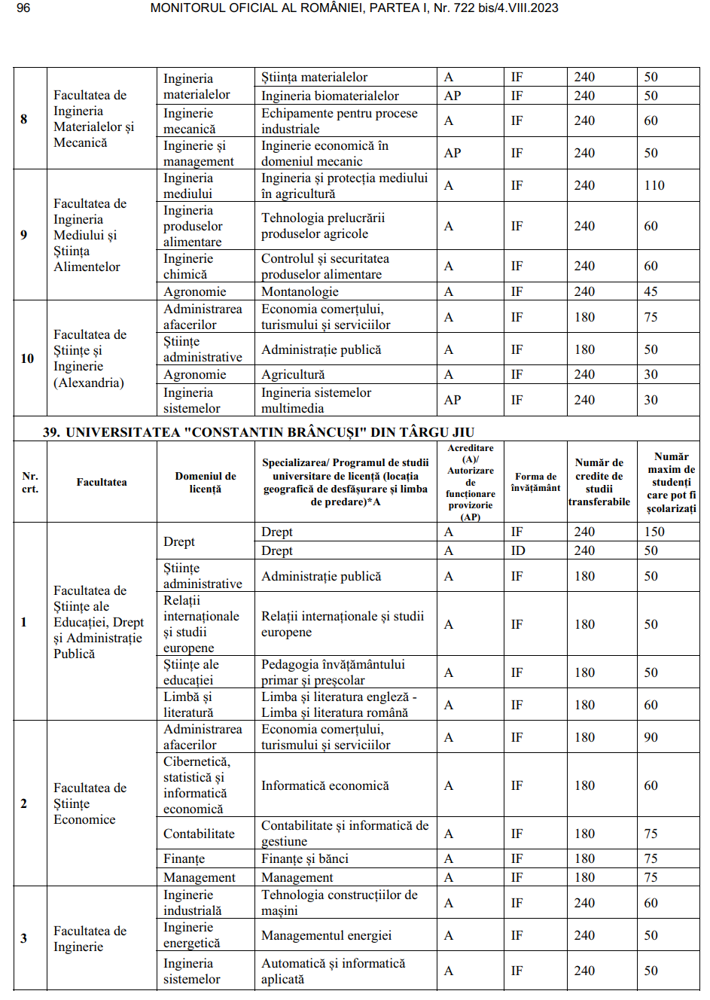 96 MONITORUL OFICIAL AL ROMÂNIEI, PARTEA I, Nr. 722 bis/4.VIII.2023
8
Facultatea de
Ingineria
Materialelor și
Mecanică
Ingineria
materialelor
Știința materialelor A IF 240 50
Ingineria biomaterialelor AP IF 240 50
Inginerie
mecanică
Echipamente pentru procese
industriale
A IF 240 60
Inginerie și
management
Inginerie economică în
domeniul mecanic
AP IF 240 50
9
Facultatea de
Ingineria
Mediului și
Știința
Alimentelor
Ingineria
mediului
Ingineria și protecția mediului
în agricultură
A IF 240 110
Ingineria
produselor
alimentare
Tehnologia prelucrării
produselor agricole
A IF 240 60
Inginerie
chimică
Controlul și securitatea
produselor alimentare
A IF 240 60
Agronomie Montanologie A IF 240 45
10
Facultatea de
Științe și
Inginerie
(Alexandria)
Administrarea
afacerilor
Economia comerțului,
turismului și serviciilor
A IF 180 75
Științe
administrative
Administrație publică A IF 180 50
Agronomie Agricultură A IF 240 30
Ingineria
sistemelor
Ingineria sistemelor
multimedia
AP IF 240 30
39. UNIVERSITATEA "CONSTANTIN BRÂNCUȘI" DIN TÂRGU JIU
Nr.
crt.
Facultatea
Domeniul de
licență
Specializarea/ Programul de studii
universitare de licență (locația
geografică de desfășurare și limba
de predare)*A
Acreditare
(A)/
Autorizare
de
funcționare
provizorie
(AP)
Forma de
învățământ
Număr de
credite de
studii
transferabile
Număr
maxim de
studenți
care pot fi
școlarizați
1
Facultatea de
Științe ale
Educației, Drept
și Administrație
Publică
Drept
Drept A IF 240 150
Drept A ID 240 50
Științe
administrative
Administrație publică A IF 180 50
Relații
internaționale
și studii
europene
Relații internaționale și studii
europene
A IF 180 50
Științe ale
educației
Pedagogia învățământului
primar și preșcolar
A IF 180 50
Limbă și
literatură
Limba și literatura engleză -
Limba și literatura română
A IF 180 60
2
Facultatea de
Științe
Economice
Administrarea
afacerilor
Economia comerțului,
turismului și serviciilor
A IF 180 90
Cibernetică,
statistică și
informatică
economică
Informatică economică A IF 180 60
Contabilitate
Contabilitate și informatică de
gestiune
A IF 180 75
Finanțe Finanțe și bănci A IF 180 75
Management Management A IF 180 75
3
Facultatea de
Inginerie
Inginerie
industrială
Tehnologia construcțiilor de
mașini
A IF 240 60
Inginerie
energetică
Managementul energiei A IF 240 50
Ingineria
sistemelor
Automatică și informatică
aplicată
A IF 240 50